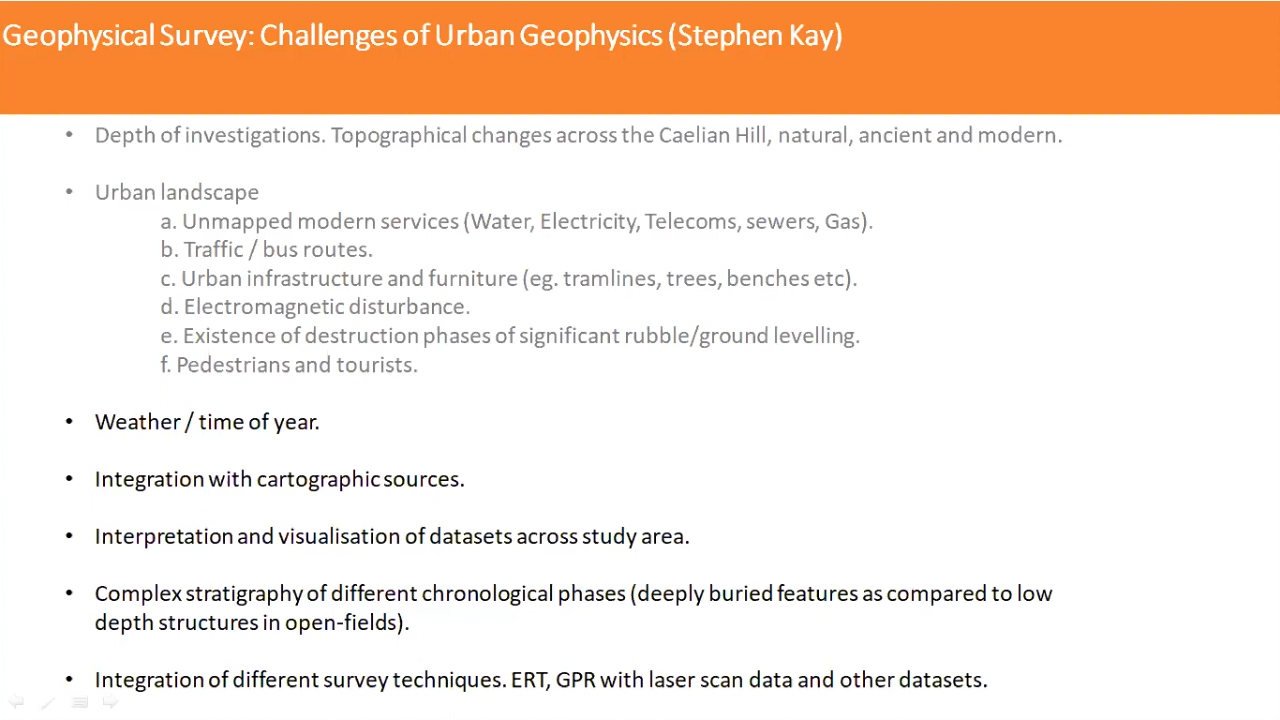 Geophysical Survey: Challenges of Urban Geophysics (Stephen Kay)
• Depth of investigations. Topographical changes across the Caelian Hill, natural, ancient and modern.
• Urban landscape
a. Unmapped modern services (Water, Electricity, Telecoms, sewers, Gas).
b. Traffic / bus routes.
c. Urban infrastructure and furniture (eg. tramlines, trees, benches etc).
d. Electromagnetic disturbance.
e. Existence of destruction phases of significant rubble/ground levelling.
f. Pedestrians and tourists.
• Weather / time of year.
• Integration with cartographic sources.
• Interpretation and visualisation of datasets across study area.
• Complex stratigraphy of different chronological phases (deeply buried features as compared to low
depth structures in open-fields).
• Integration of different survey techniques. ERT, GPR with laser scan data and other datasets.